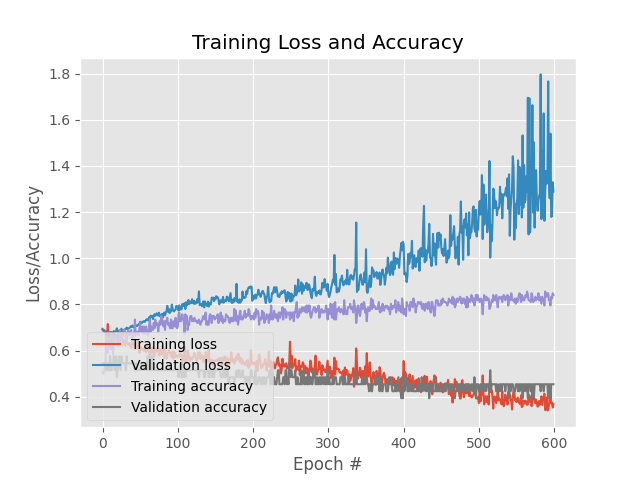 Training Loss and Accuracy
Loss/Accuracy
1.8
1.6
1.4
1.2
1.0
0.8
0.6
0.4
Training loss
Validation loss
Training accuracy
Validation accuracy
0 100 200 300 400 500 600
Epoch #